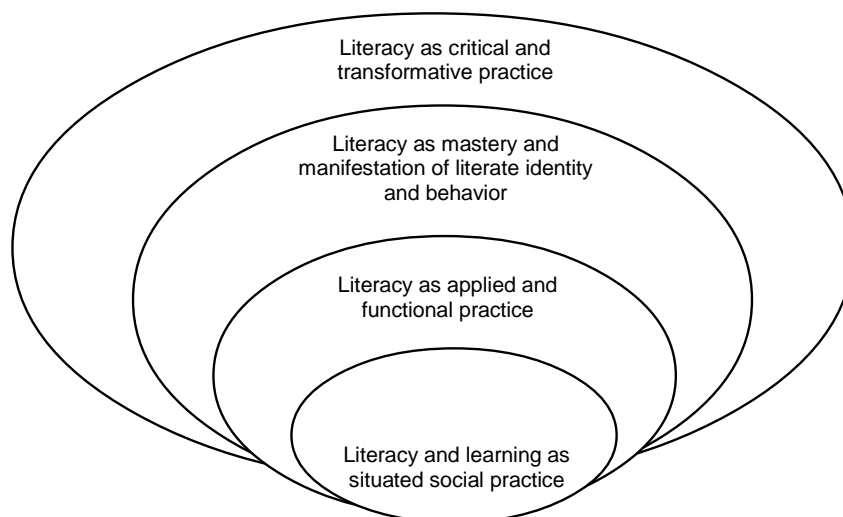 Literacy as critical and
transformative practice
Literacy as mastery and
manifestation of literate identity
and behavior
Literacy as applied and
functional practice
Literacy and learning as
situated social practice